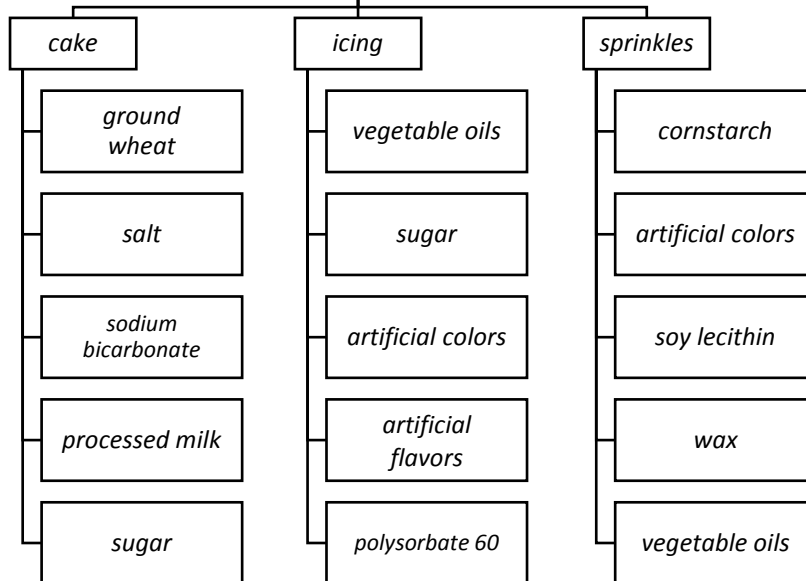 cake
icing
sprinkles
ground
wheat
vegetable oils
cornstarch
salt
sugar
artificial colors
sodium
bicarbonate
artificial colors
soy lecithin
processed milk
artificial
flavors
wax
sugar
polysorbate 60
vegetable oils